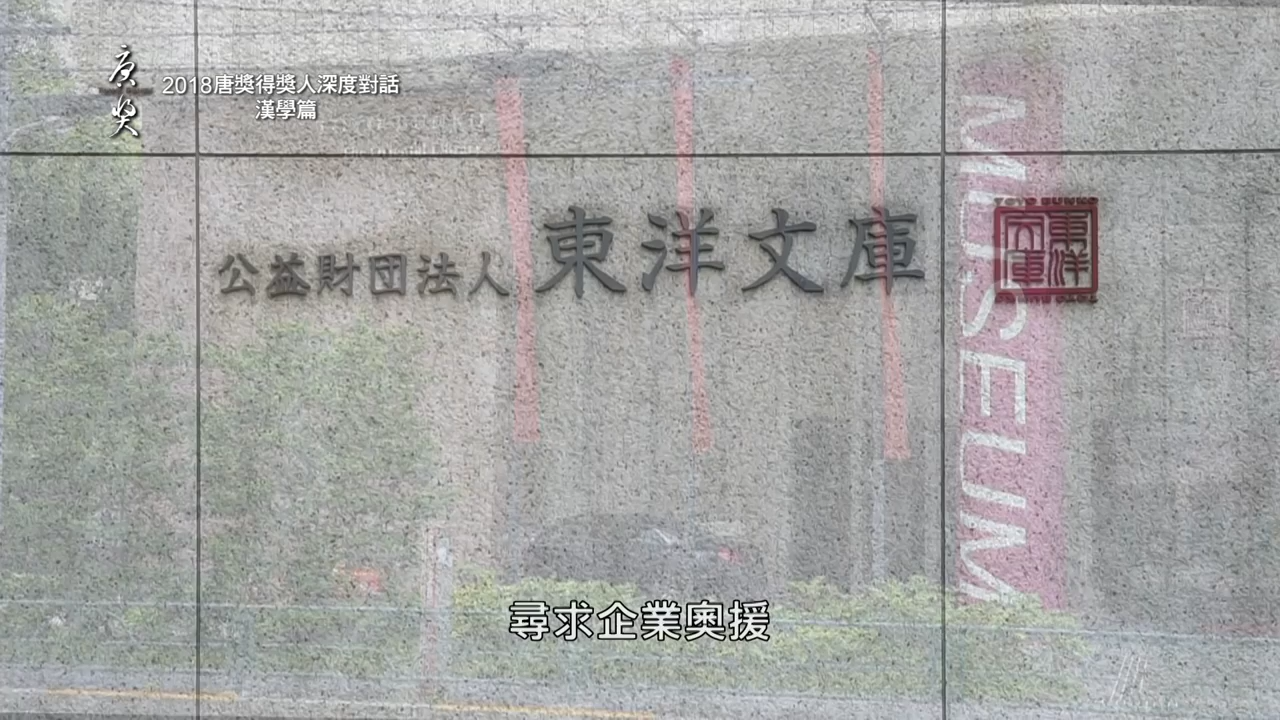 唐獎
2018唐獎得獎人深度對話
漢學篇
公益財団法人 東洋文庫
TOYO BUNKO
東洋文庫
MUSEUM
尋求企業奧援